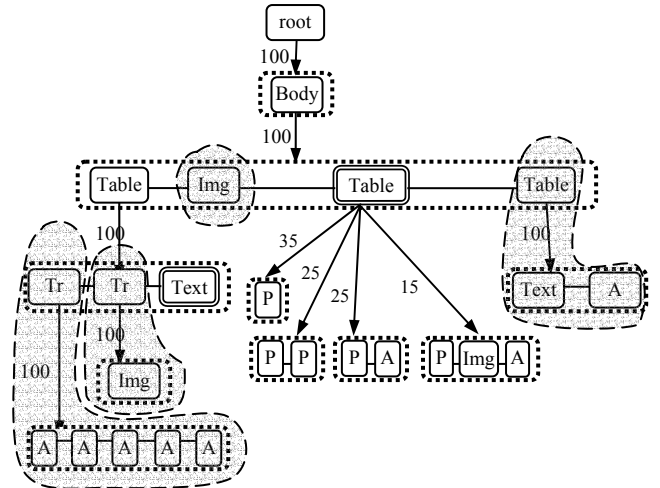 root
100
Body
100
Table Img Table Table
100 35 25 25 15 100
Tr Tr Text P Text A
100 100
P P P A P Img A
Img
A A A A A